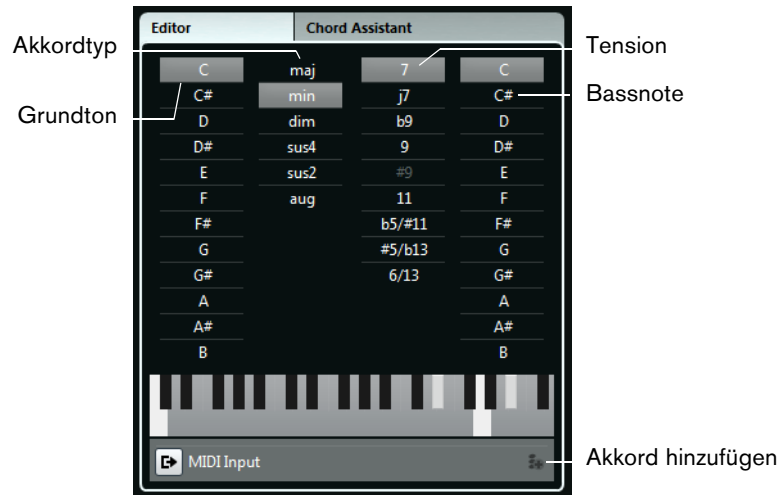 Editor Chord Assistant
Akkordtyp
Tension
C maj 7 C
Grundton
C# min j7 C#
Bassnote
D dim b9 D
D# sus4 9 D#
E sus2 #9 E
F aug 11 F
F# b5/#11 F#
G #5/b13 G
G# 6/13 G#
A A
A# A#
B B
MIDI Input
Akkord hinzufügen